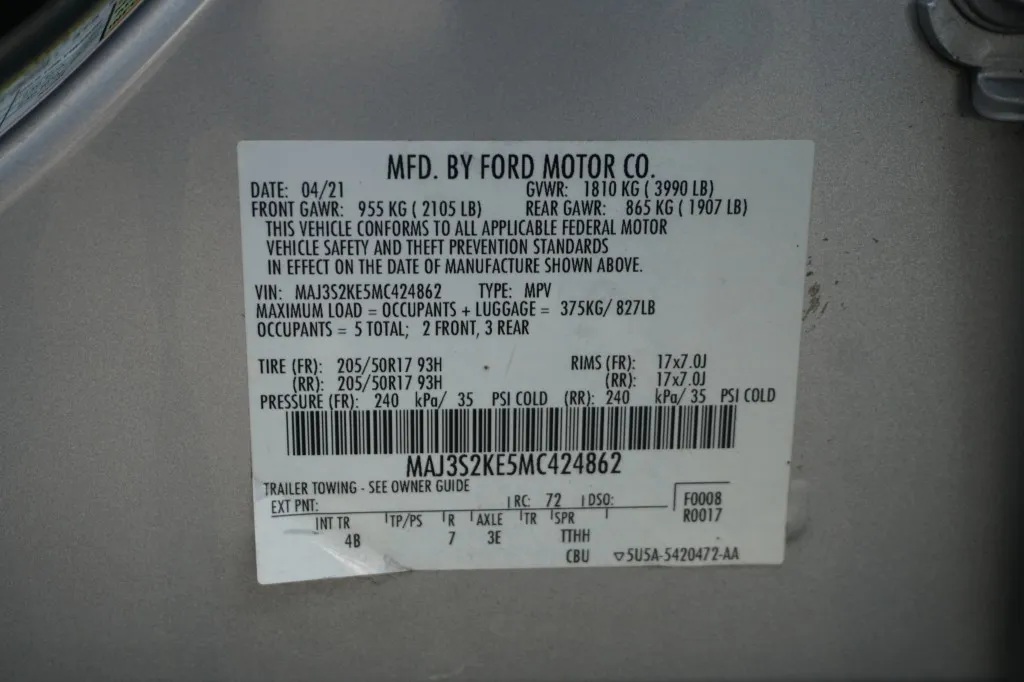 MFD. BY FORD MOTOR CO.
DATE: 04/21 GVWR: 1810 KG ( 3990 LB)
FRONT GAWR: 955 KG ( 2105 LB) REAR GAWR: 865 KG ( 1907 LB)
THIS VEHICLE CONFORMS TO ALL APPLICABLE FEDERAL MOTOR
VEHICLE SAFETY AND THEFT PREVENTION STANDARDS
IN EFFECT ON THE DATE OF MANUFACTURE SHOWN ABOVE.
VIN: MAJ3S2KE5MC424862 TYPE: MPV
MAXIMUM LOAD = OCCUPANTS + LUGGAGE = 375KG/ 827LB
OCCUPANTS = 5 TOTAL; 2 FRONT, 3 REAR
TIRE (FR): 205/50R17 93H RIMS (FR): 17x7.0J
(RR): 205/50R17 93H (RR): 17x7.0J
PRESSURE (FR): 240 kPa/ 35 PSI COLD (RR): 240 kPa/ 35 PSI COLD
MAJ3S2KE5MC424862
TRAILER TOWING - SEE OWNER GUIDE
EXT PNT: RC: 72 DSO: F0008
R0017
INT TR TP/PS R AXLE TR SPR
4B 7 3E TTHH
CBU ▽5U5A-5420472-AA